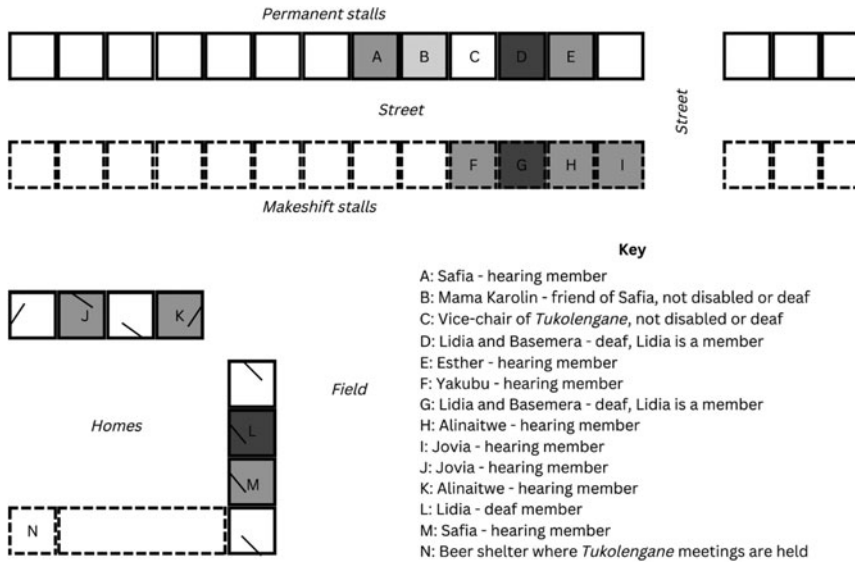 Permanent stalls
A B C D E
Street
Street
F G H I
Makeshift stalls
Key
A: Safia - hearing member
B: Mama Karolin - friend of Safia, not disabled or deaf
C: Vice-chair of Tukolengane, not disabled or deaf
D: Lidia and Basemera - deaf, Lidia is a member
E: Esther - hearing member
F: Yakubu - hearing member
G: Lidia and Basemera - deaf, Lidia is a member
H: Alinaitwe - hearing member
I: Jovia - hearing member
J: Jovia - hearing member
K: Alinaitwe - hearing member
L: Lidia - deaf member
M: Safia - hearing member
N: Beer shelter where Tukolengane meetings are held
J K
Field
Homes
L
M
N